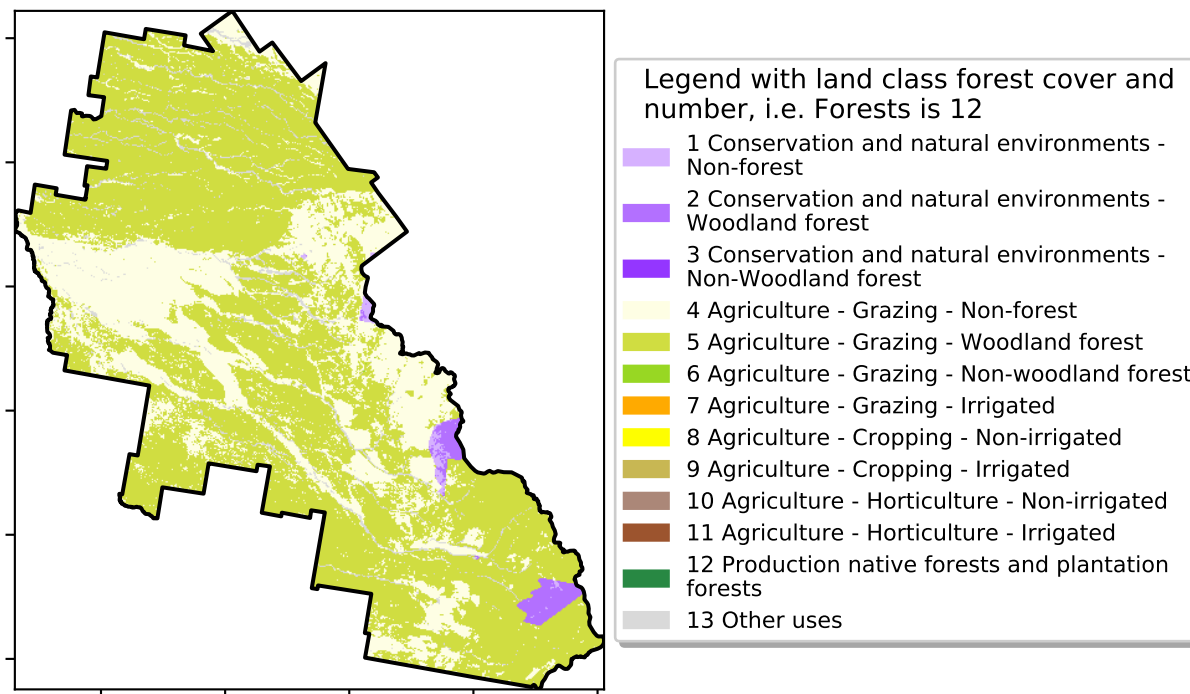 Legend with land class forest cover and
number, i.e. Forests is 12
1 Conservation and natural environments -
Non-forest
2 Conservation and natural environments -
Woodland forest
3 Conservation and natural environments -
Non-Woodland forest
4 Agriculture - Grazing - Non-forest
5 Agriculture - Grazing - Woodland forest
6 Agriculture - Grazing - Non-woodland forest
7 Agriculture - Grazing - Irrigated
8 Agriculture - Cropping - Non-irrigated
9 Agriculture - Cropping - Irrigated
10 Agriculture - Horticulture - Non-irrigated
11 Agriculture - Horticulture - Irrigated
12 Production native forests and plantation
forests
13 Other uses